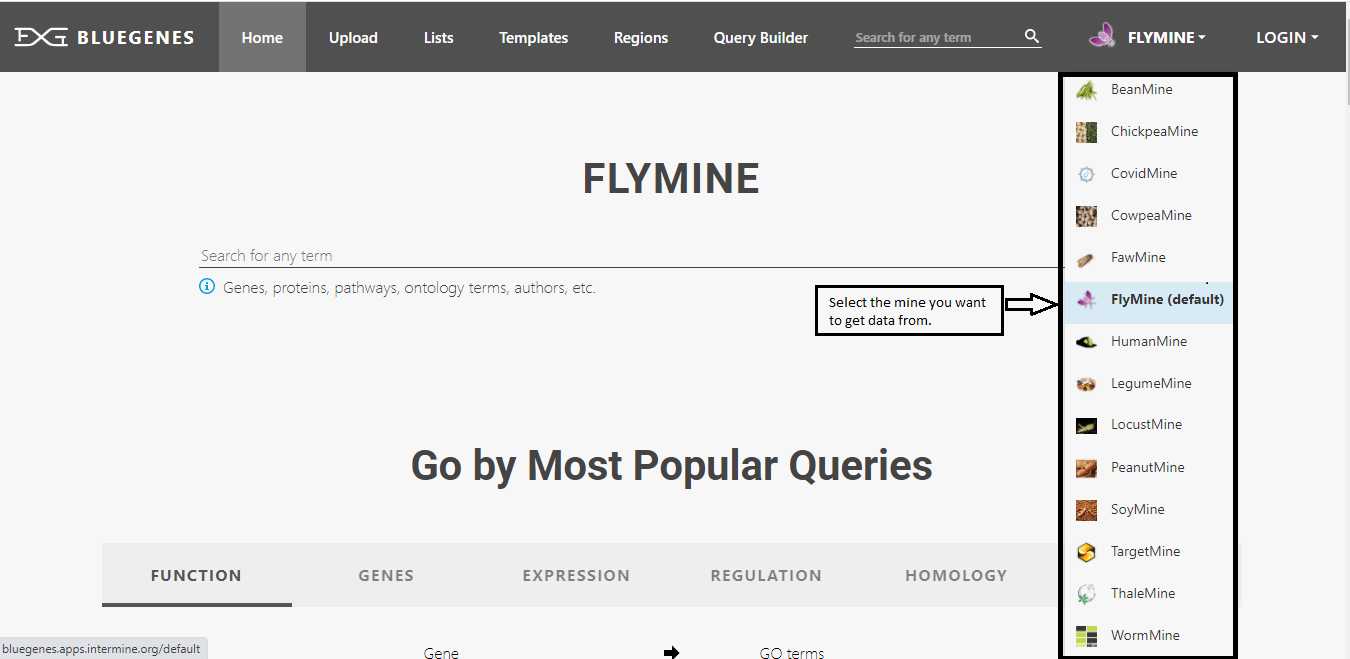 BLUEGENES
Home
Upload
Lists
Templates
Regions
Query Builder
Search for any term
FLYMINE
LOGIN
FLYMINE
Search for any term
Genes, proteins, pathways, ontology terms, authors, etc.
Select the mine you want
to get data from.
BeanMine
ChickpeaMine
CovidMine
CowpeaMine
FawMine
FlyMine (default)
HumanMine
LegumeMine
LocustMine
PeanutMine
SoyMine
TargetMine
ThaleMine
WormMine
Go by Most Popular Queries
FUNCTION
GENES
EXPRESSION
REGULATION
HOMOLOGY
Gene
GO terms
bluegenes.apps.intermine.org/default